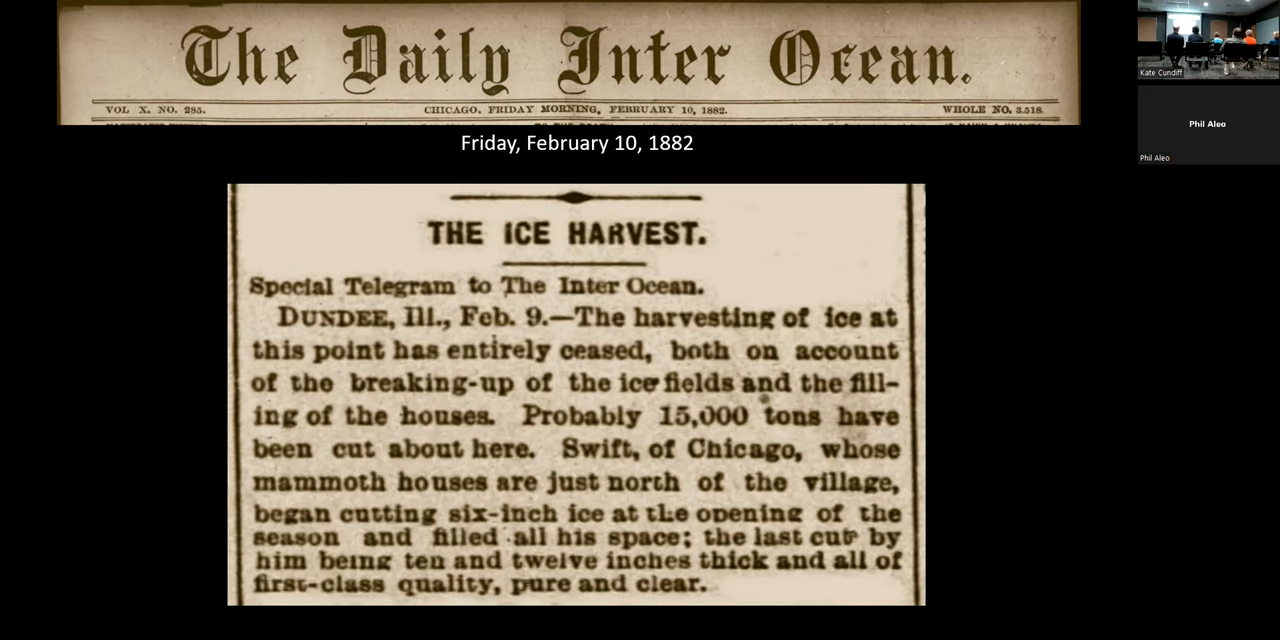 The Daily Inter Ocean.
VOL X. NO. 285. CHICAGO, FRIDAY MORNING, FEBRUARY 10, 1882. WHOLE NO. 3.518.
Friday, February 10, 1882
THE ICE HARVEST.
Special Telegram to The Inter Ocean.
DUNDEE, Ill., Feb. 9.—The harvesting of ice at
this point has entirely ceased, both on account
of the breaking-up of the ice fields and the fill-
ing of the houses. Probably 15,000 tons have
been cut about here. Swift, of Chicago, whose
mammoth houses are just north of the village,
began cutting six-inch ice at the opening of the
season and filled all his space; the last cut by
him being ten and twelve inches thick and all of
first-class quality, pure and clear.
Kate Cundiff
Phil Aleo
Phil Aleo